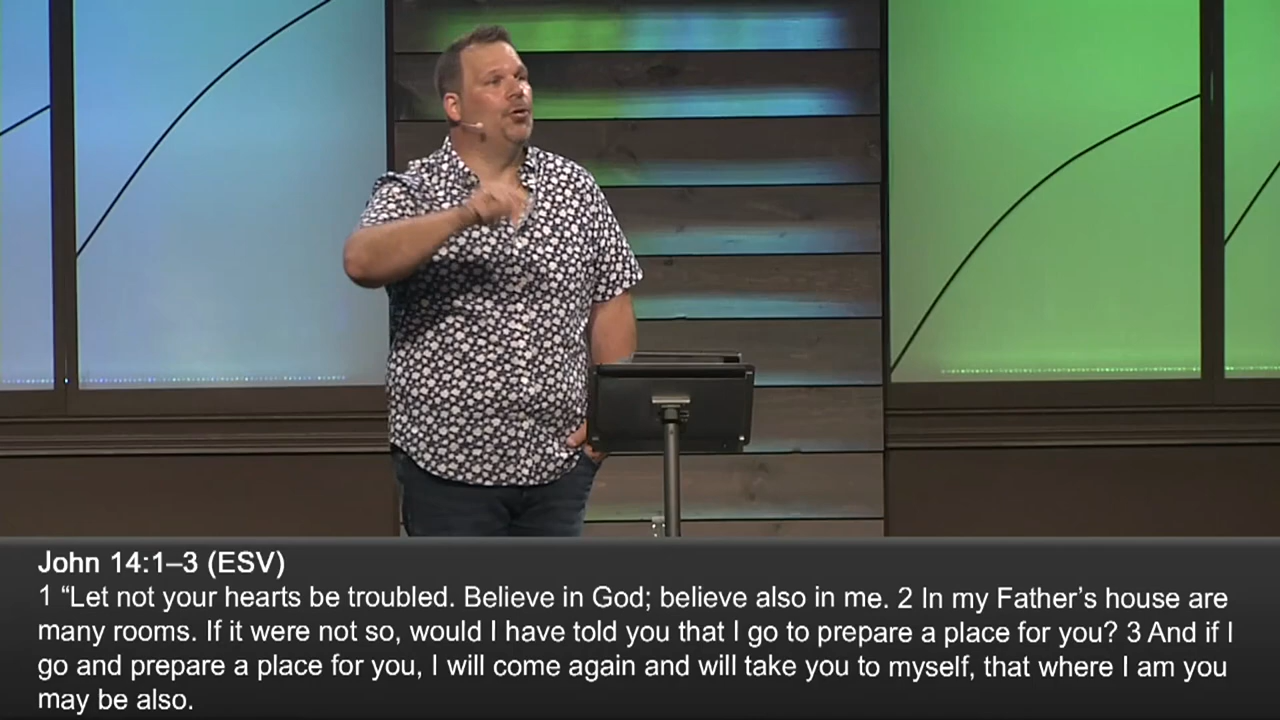 John 14:1–3 (ESV)
1 “Let not your hearts be troubled. Believe in God; believe also in me. 2 In my Father’s house are
many rooms. If it were not so, would I have told you that I go to prepare a place for you? 3 And if I
go and prepare a place for you, I will come again and will take you to myself, that where I am you
may be also.